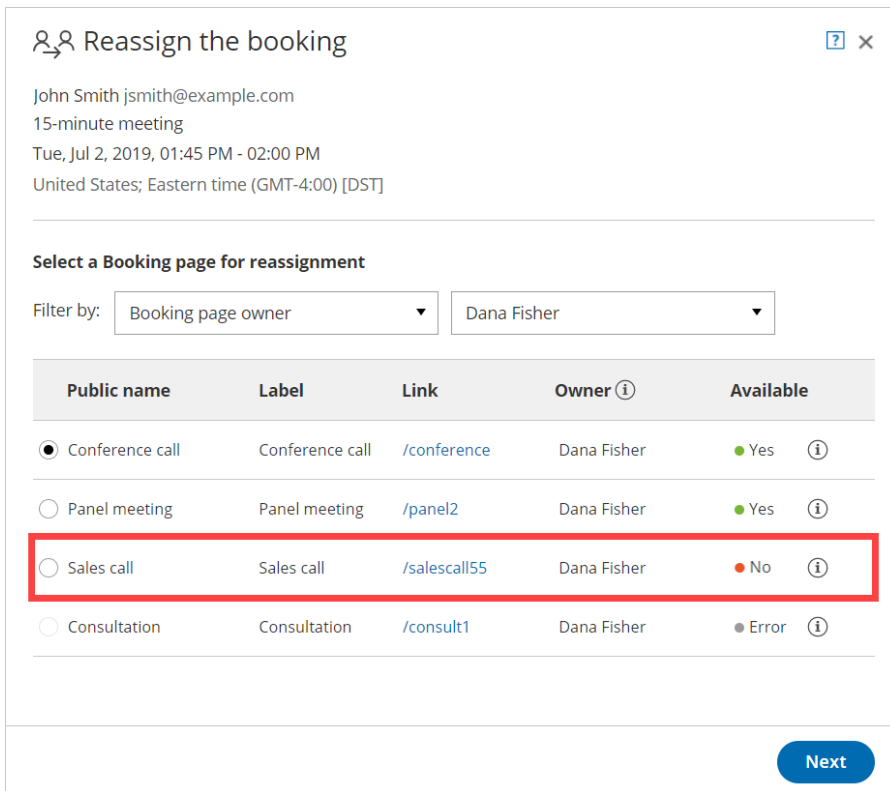 Reassign the booking ?
John Smith jsmith@example.com
15-minute meeting
Tue, Jul 2, 2019, 01:45 PM - 02:00 PM
United States; Eastern time (GMT-4:00) [DST]
Select a Booking page for reassignment
Filter by: Booking page owner Dana Fisher
Public name Label Link Owner i Available
Conference call Conference call /conference Dana Fisher Yes i
Panel meeting Panel meeting /panel2 Dana Fisher Yes i
Sales call Sales call /salescall55 Dana Fisher No i
Consultation Consultation /consult1 Dana Fisher Error i
Next